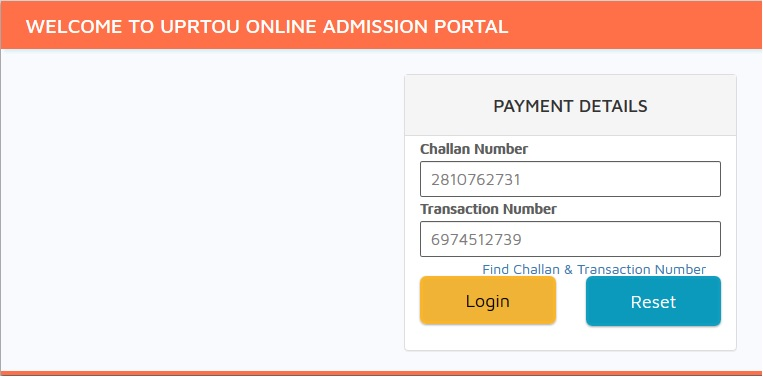 WELCOME TO UPRTOU ONLINE ADMISSION PORTAL
PAYMENT DETAILS
Challan Number
2810762731
Transaction Number
6974512739
Find Challan & Transaction Number
Login Reset